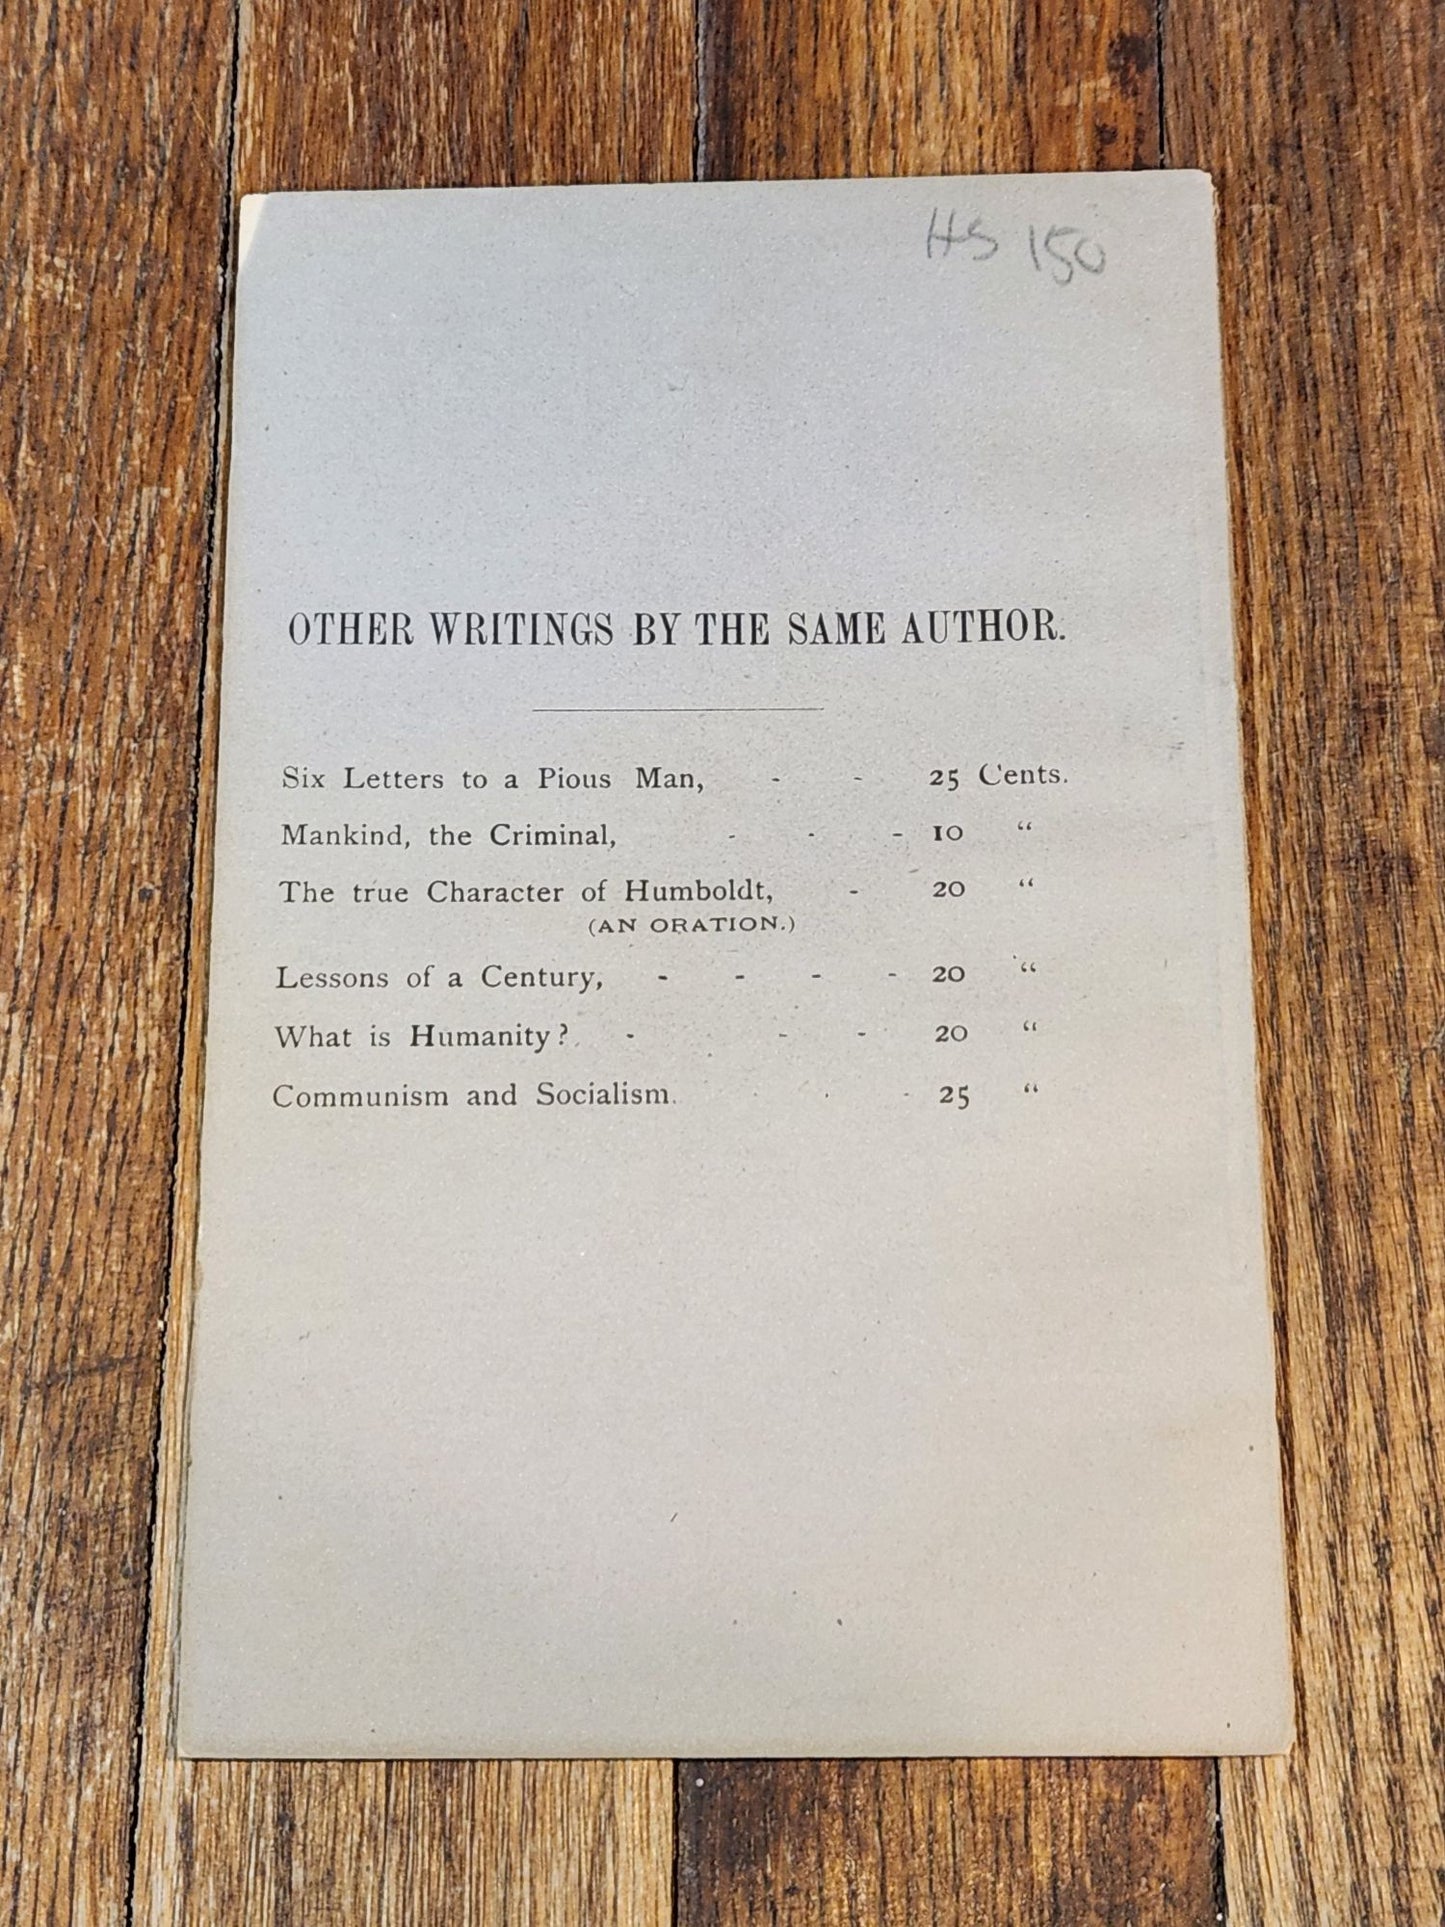 HS 150
OTHER WRITINGS BY THE SAME AUTHOR.
Six Letters to a Pious Man, - - 25 Cents.
Mankind, the Criminal, - - - 10 “
The true Character of Humboldt, - 20 “
(AN ORATION.)
Lessons of a Century, - - - - 20 “
What is Humanity? - - - 20 “
Communism and Socialism. - - - 25 “